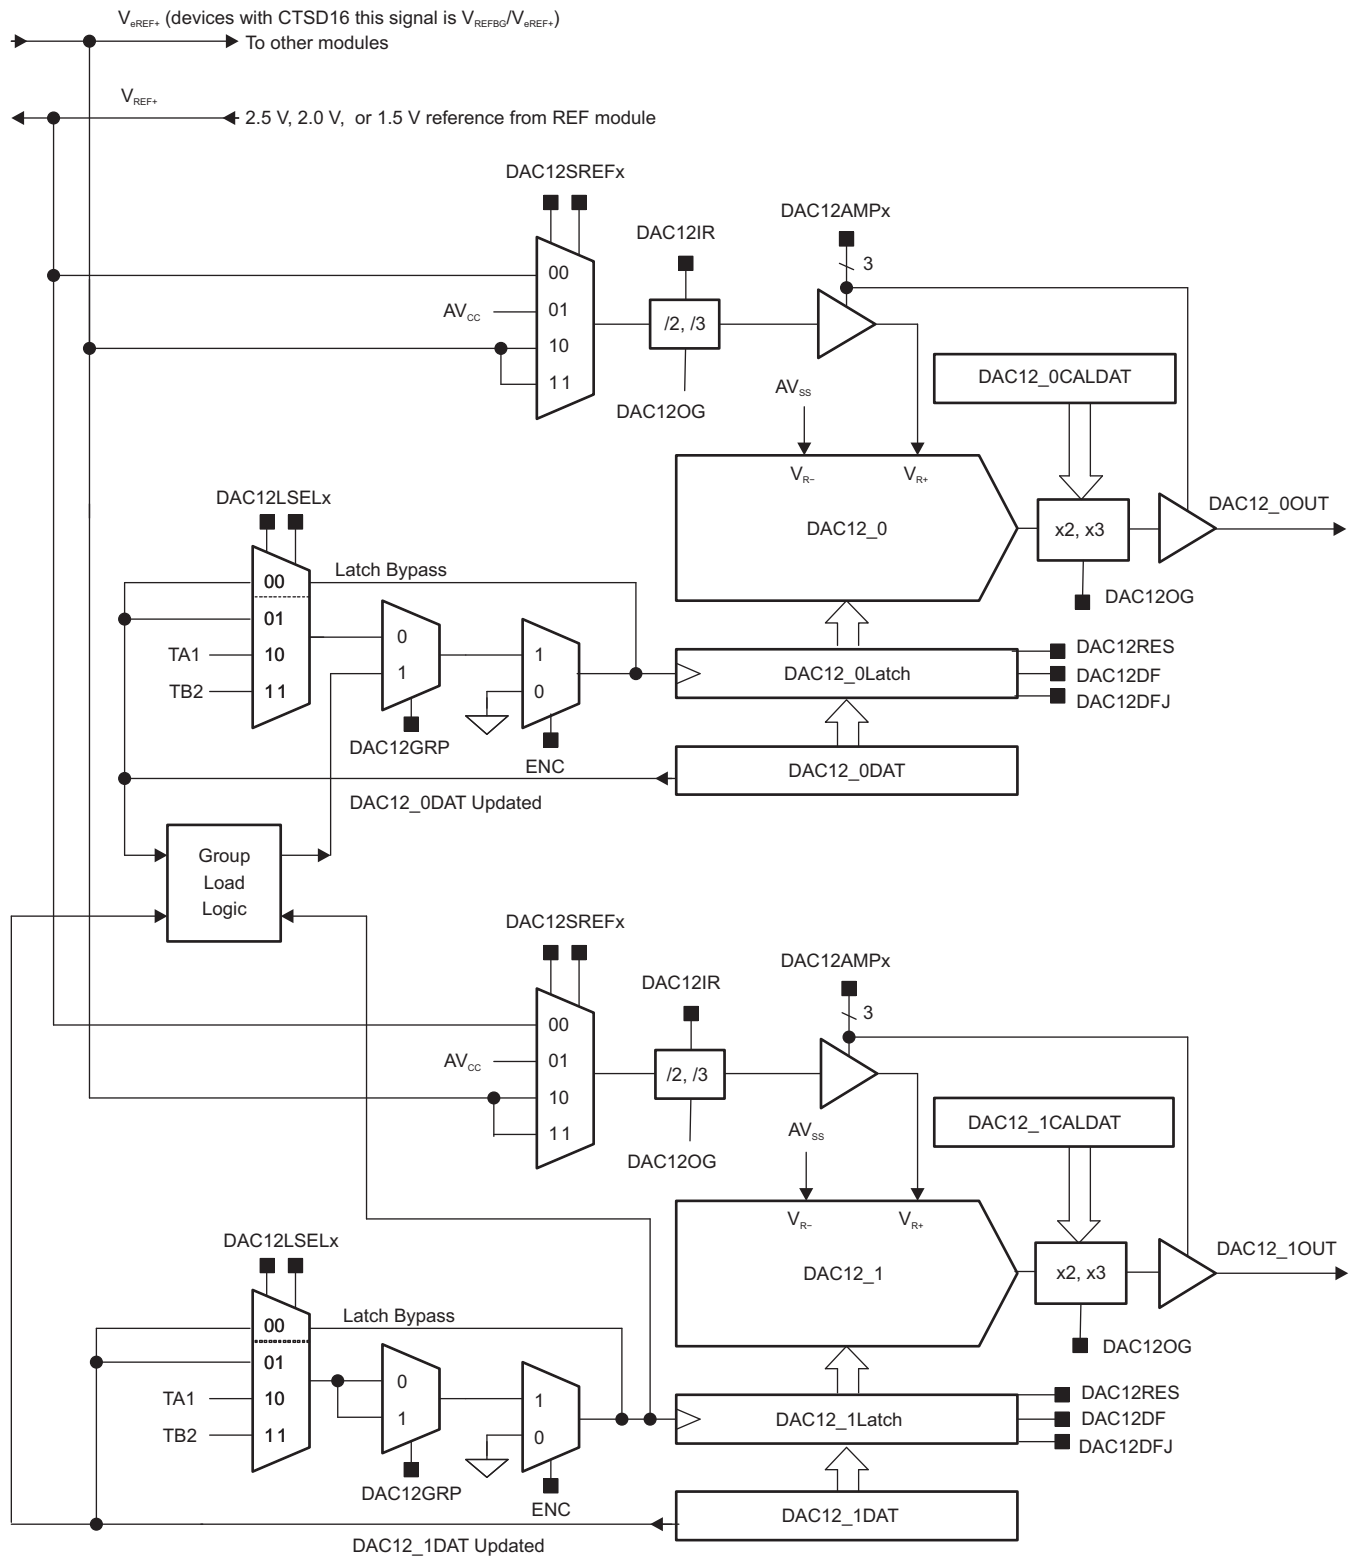 VeREF+ (devices with CTSD16 this signal is VREFBG/VeREF+)
To other modules
VREF+
2.5 V, 2.0 V, or 1.5 V reference from REF module
DAC12SREFx
DAC12AMPx
DAC12IR
3
00
AVCC
01
/2, /3
10
11
DAC12OG
AVSS
DAC12_0CALDAT
VR−
VR+
DAC12LSELx
DAC12_0
x2, x3
DAC12_0OUT
00
Latch Bypass
DAC12OG
01
0
TA1
10
1
DAC12RES
1
DAC12_0Latch
DAC12DF
TB2
11
0
DAC12DFJ
DAC12GRP
ENC
DAC12_0DAT
DAC12_0DAT Updated
Group
Load
Logic
DAC12SREFx
DAC12AMPx
DAC12IR
3
00
AVCC
01
/2, /3
10
11
DAC12OG
AVSS
DAC12_1CALDAT
VR−
VR+
DAC12LSELx
DAC12_1
x2, x3
DAC12_1OUT
00
Latch Bypass
DAC12OG
01
0
TA1
10
1
DAC12RES
1
DAC12_1Latch
DAC12DF
TB2
11
0
DAC12DFJ
DAC12GRP
ENC
DAC12_1DAT
DAC12_1DAT Updated